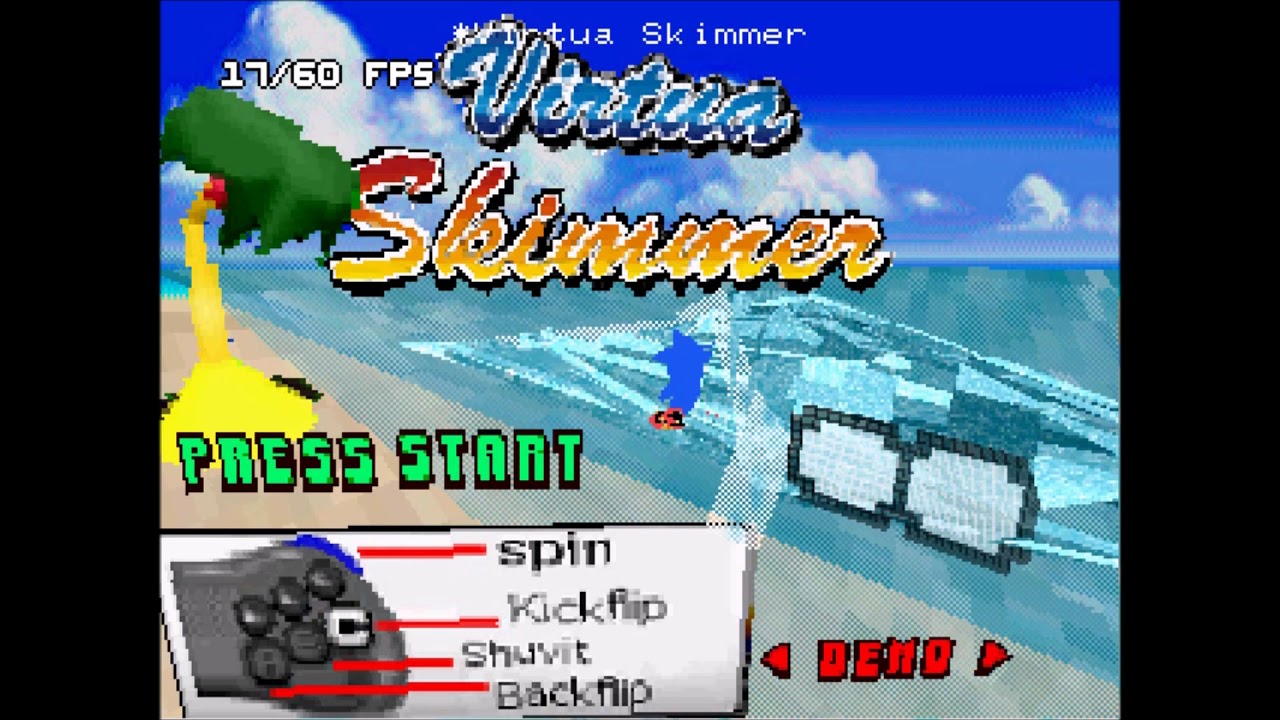 *Virtua Skimmer
17/60 FPS
Virtua
Skimmer
PRESS START
spin
Kickflip
Shuvit
Backflip
DEMO